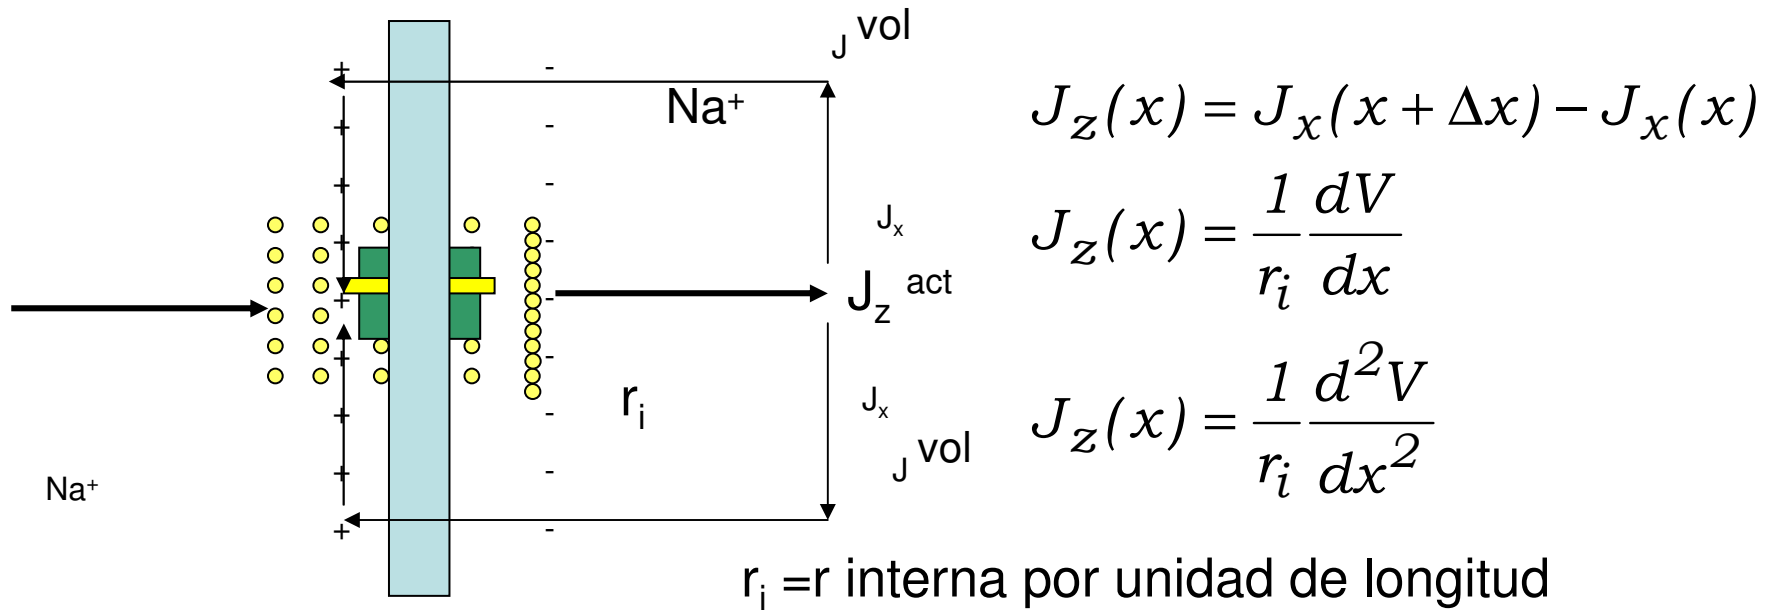 J vol
Na+
Jx
Jz act
ri
Jx
J vol
Na+
Jz(x) = Jx(x + Δx) − Jx(x)
Jz(x) = 1/ri dV/dx
Jz(x) = 1/ri d²V/dx²
ri =r interna por unidad de longitud